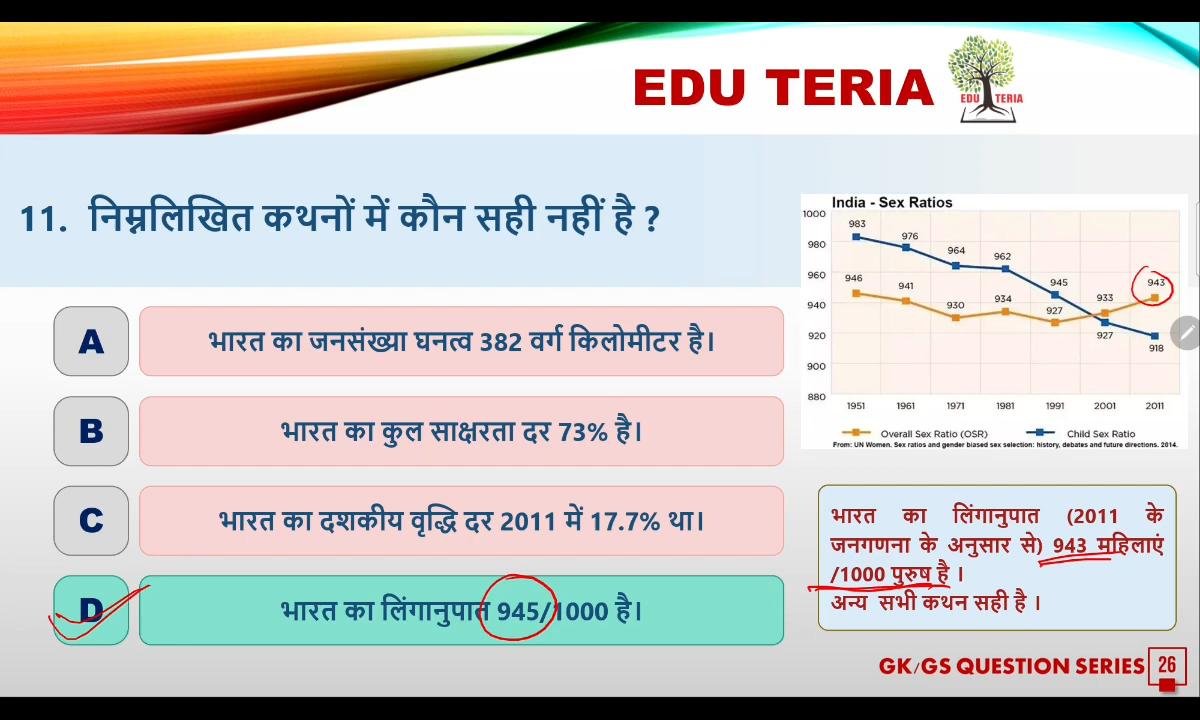 EDU TERIA
EDU TERIA
11. निम्नलिखित कथनों में कौन सही नहीं है ?
A
भारत का जनसंख्या घनत्व 382 वर्ग किलोमीटर है।
B
भारत का कुल साक्षरता दर 73% है।
C
भारत का दशकीय वृद्धि दर 2011 में 17.7% था।
D
भारत का लिंगानुपात 945/1000 है।
India - Sex Ratios
1000
980
960
940
920
900
880
983
976
964
962
945
927
918
946
941
930
934
927
933
943
1951 1961 1971 1981 1991 2001 2011
Overall Sex Ratio (OSR) Child Sex Ratio
From: UN Women. Sex ratios and gender biased sex selection: history, debates and future directions. 2014.
भारत का लिंगानुपात (2011 के
जनगणना के अनुसार से) 943 महिलाएं
/1000 पुरुष है ।
अन्य सभी कथन सही है ।
GK/GS QUESTION SERIES 26